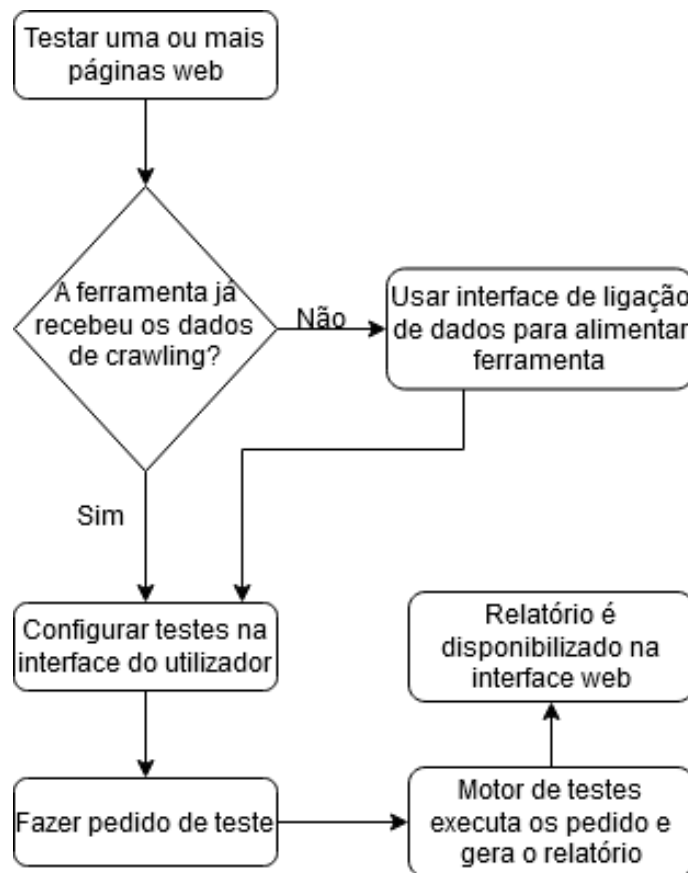 Testar uma ou mais
páginas web
A ferramenta já
recebeu os dados
de crawling?
Não
Usar interface de ligação
de dados para alimentar
ferramenta
Sim
Configurar testes na
interface do utilizador
Fazer pedido de teste
Motor de testes
executa os pedido e
gera o relatório
Relatório é
disponibilizado na
interface web